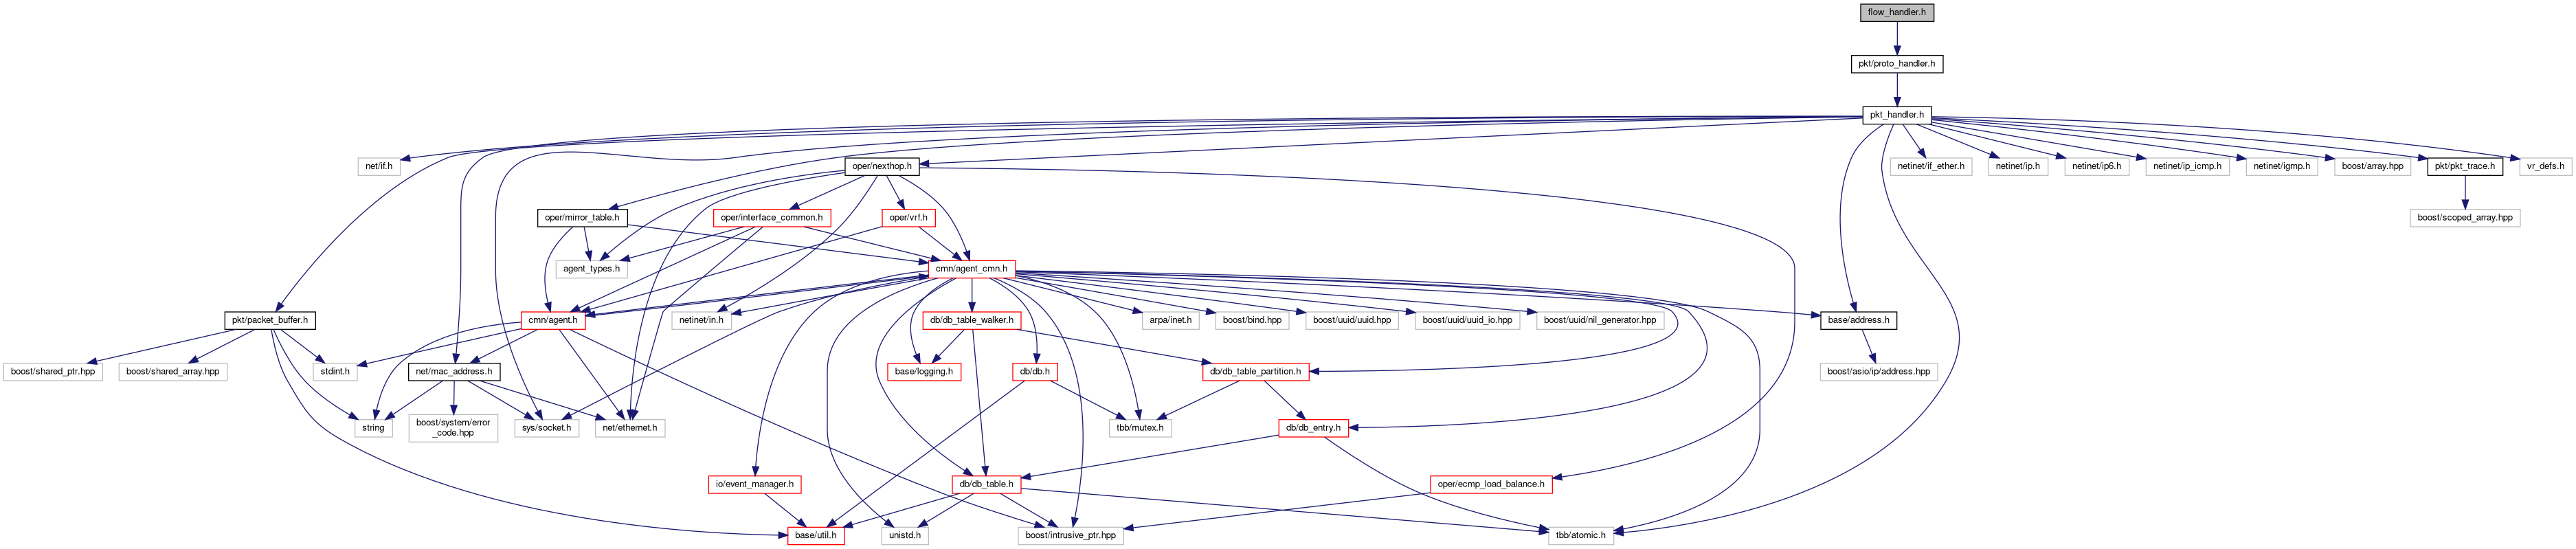 flow_handler.h
pkt/proto_handler.h
pkt_handler.h
net/if.h
oper/nexthop.h
netinet/if_ether.h
netinet/ip.h
netinet/ip6.h
netinet/ip_icmp.h
netinet/igmp.h
boost/array.hpp
pkt/pkt_trace.h
vr_defs.h
oper/mirror_table.h
oper/interface_common.h
oper/vrf.h
boost/scoped_array.hpp
agent_types.h
cmn/agent_cmn.h
pkt/packet_buffer.h
cmn/agent.h
netinet/in.h
db/db_table_walker.h
arpa/inet.h
boost/bind.hpp
boost/uuid/uuid.hpp
boost/uuid/uuid_io.hpp
boost/uuid/nil_generator.hpp
base/address.h
boost/shared_ptr.hpp
boost/shared_array.hpp
stdint.h
net/mac_address.h
base/logging.h
db/db.h
db/db_table_partition.h
boost/asio/ip/address.hpp
string
boost/system/error
_code.hpp
sys/socket.h
net/ethernet.h
tbb/mutex.h
db/db_entry.h
io/event_manager.h
db/db_table.h
oper/ecmp_load_balance.h
base/util.h
unistd.h
boost/intrusive_ptr.hpp
tbb/atomic.h